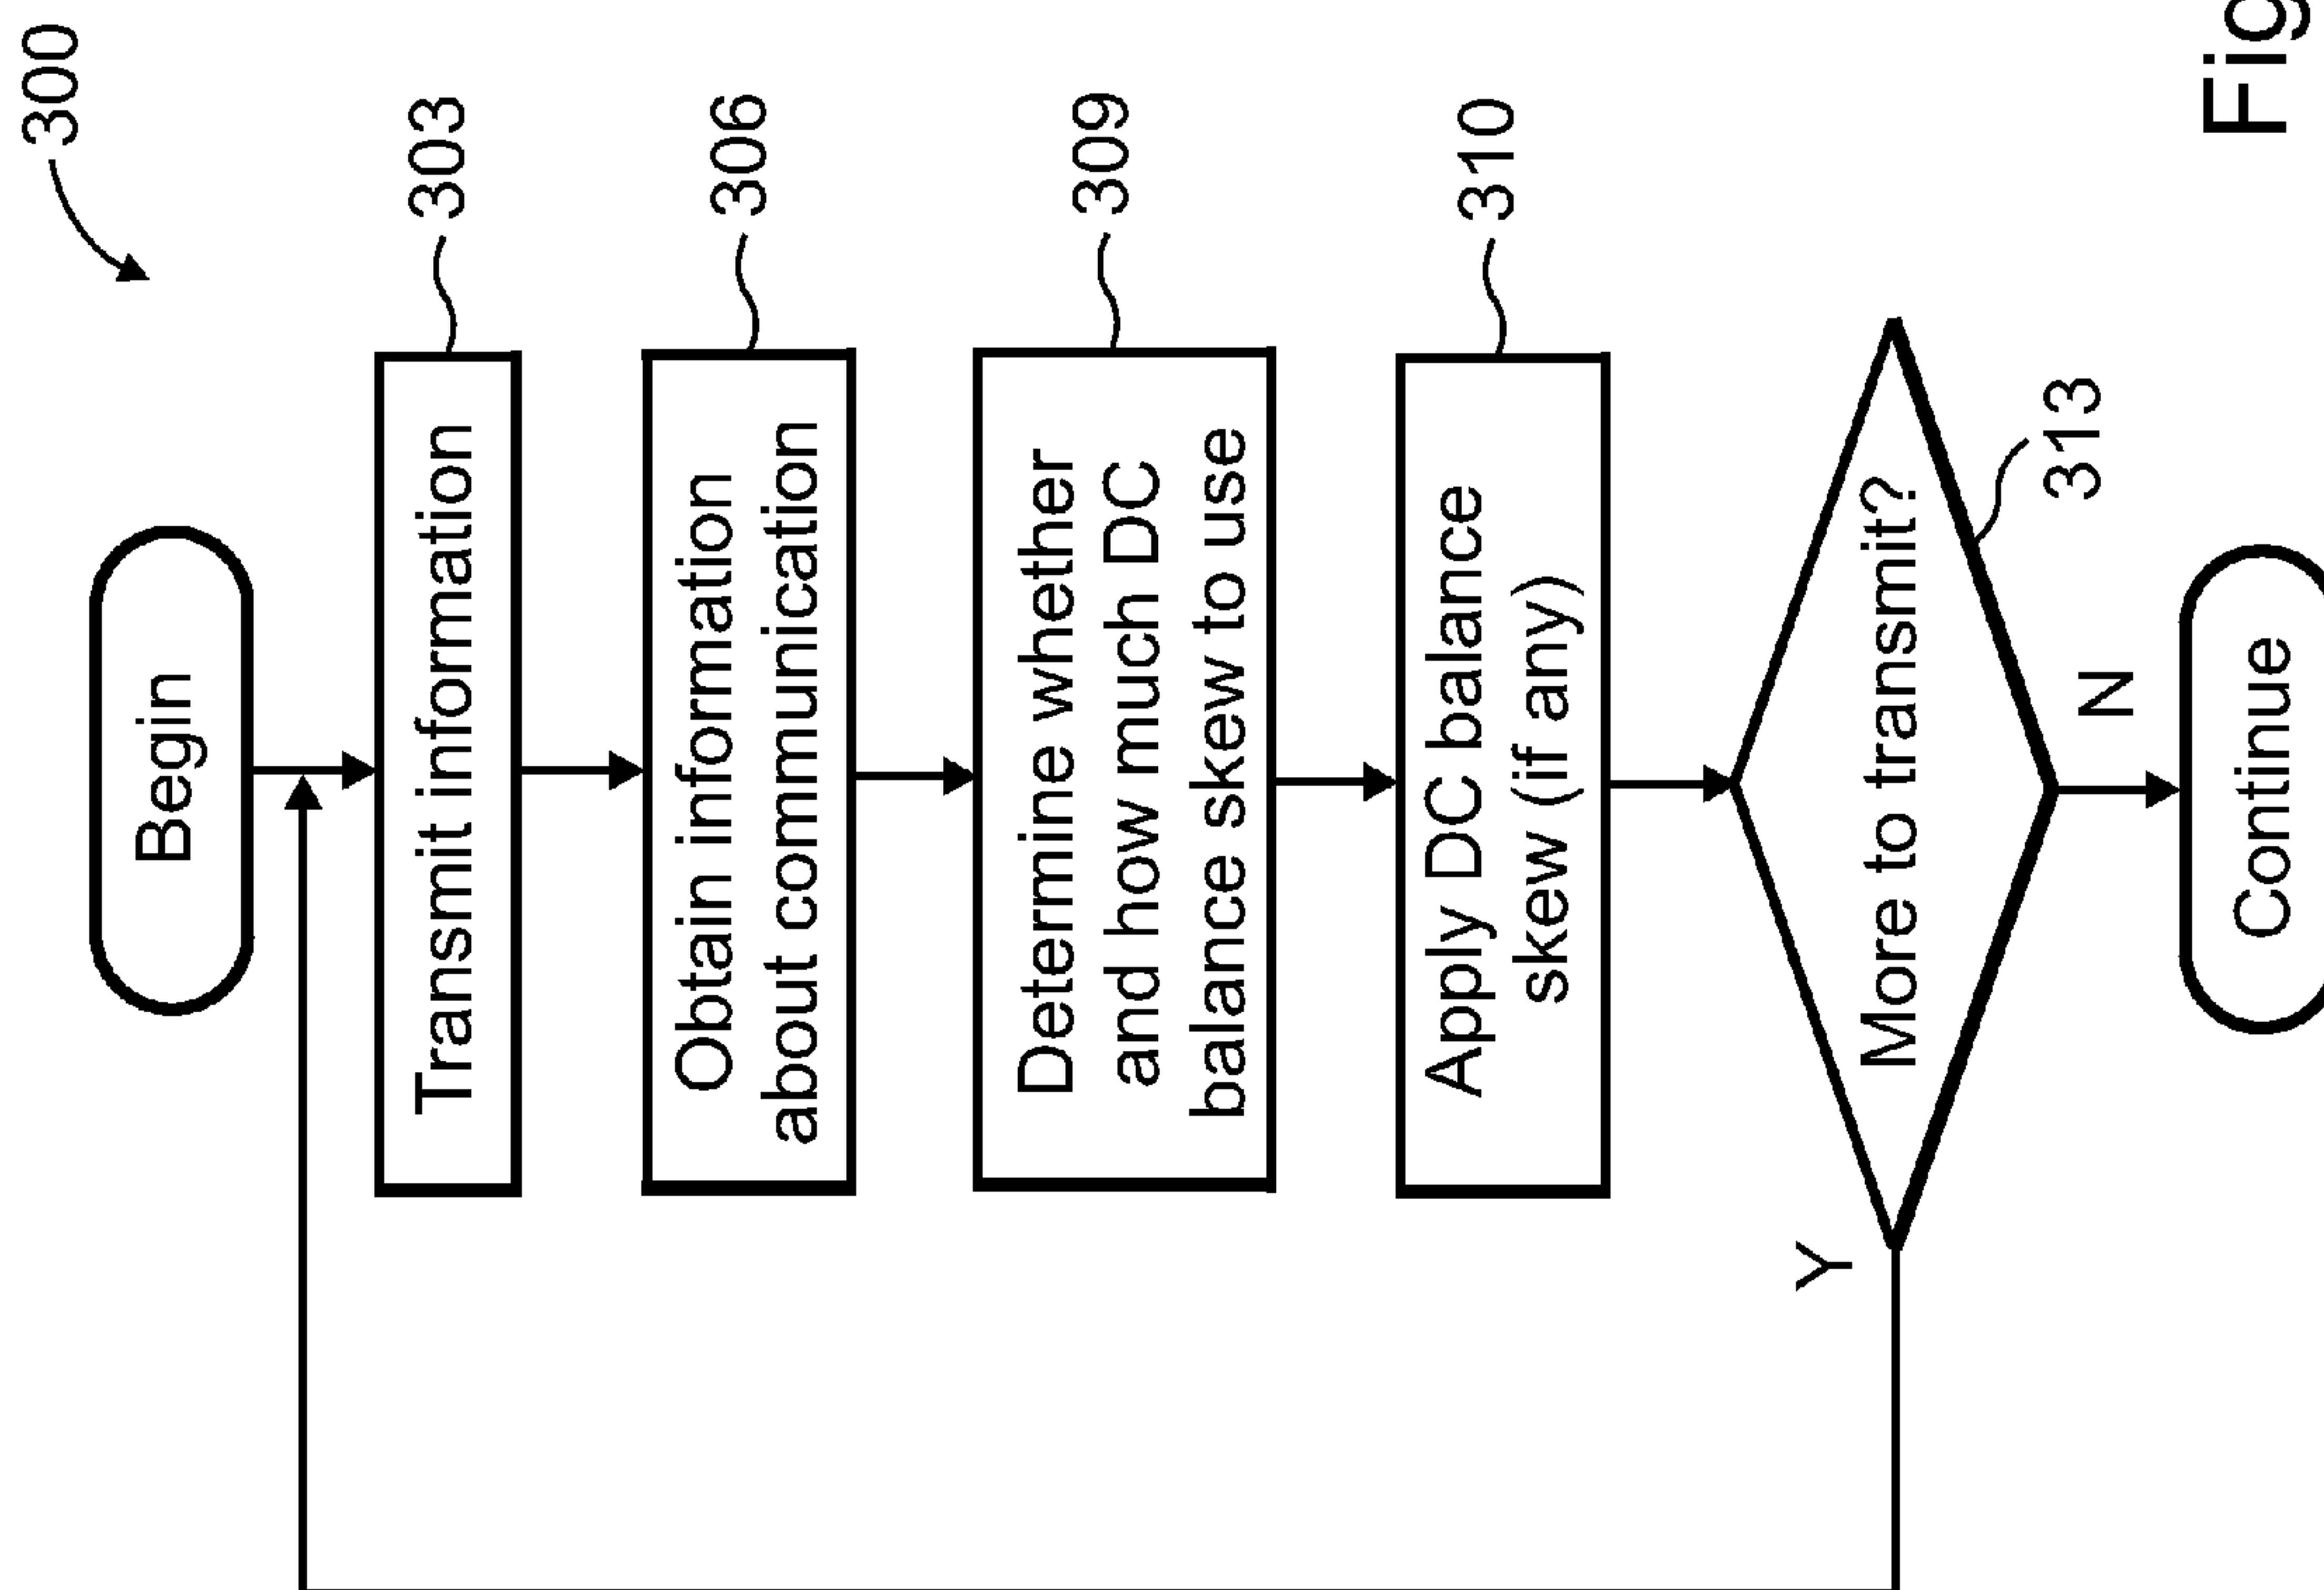 300
Begin
Transmit information
303
Obtain information
about communication
306
Determine whether
and how much DC
balance skew to use
309
Apply DC balance
skew (if any)
310
More to transmit?
313
Y
N
Continue
Fig